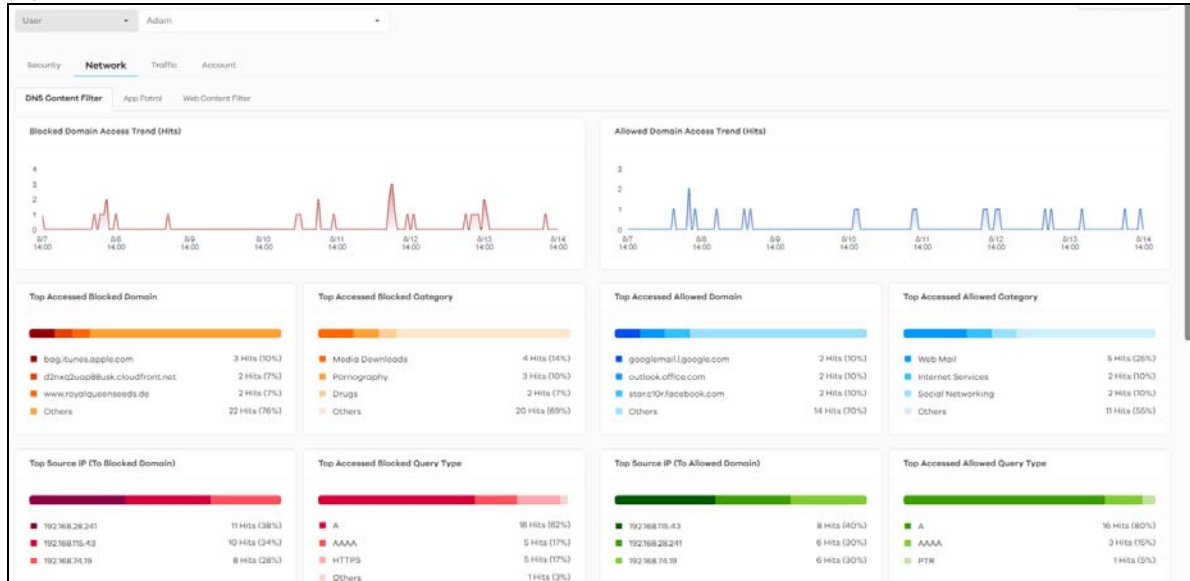 User Adam
Security Network Traffic Account
DNS Content Filter App Patrol Web Content Filter
Blocked Domain Access Trend (Hits)
4
3
2
1
0
8/7 8/8 8/9 8/10 8/11 8/12 8/13 8/14
14:00 14:00 14:00 14:00 14:00 14:00 14:00 14:00
Allowed Domain Access Trend (Hits)
3
2
1
0
8/7 8/8 8/9 8/10 8/11 8/12 8/13 8/14
14:00 14:00 14:00 14:00 14:00 14:00 14:00 14:00
Top Accessed Blocked Domain
bag.itunes.apple.com 3 Hits (10%)
d2nxq2uap88usk.cloudfront.net 2 Hits (7%)
www.royalqueenseeds.de 2 Hits (7%)
Others 22 Hits (76%)
Top Accessed Blocked Category
Media Downloads 4 Hits (14%)
Pornography 3 Hits (10%)
Drugs 2 Hits (7%)
Others 20 Hits (69%)
Top Accessed Allowed Domain
googlemail.l.google.com 2 Hits (10%)
outlook.office.com 2 Hits (10%)
star.c10r.facebook.com 2 Hits (10%)
Others 14 Hits (70%)
Top Accessed Allowed Category
Web Mail 5 Hits (25%)
Internet Services 2 Hits (10%)
Social Networking 2 Hits (10%)
Others 11 Hits (55%)
Top Source IP (To Blocked Domain)
192.168.28.241 11 Hits (38%)
192.168.115.43 10 Hits (34%)
192.168.74.19 8 Hits (28%)
Top Accessed Blocked Query Type
A 18 Hits (62%)
AAAA 5 Hits (17%)
HTTPS 5 Hits (17%)
Others 1 Hits (3%)
Top Source IP (To Allowed Domain)
192.168.115.43 8 Hits (40%)
192.168.28.241 6 Hits (30%)
192.168.74.19 6 Hits (30%)
Top Accessed Allowed Query Type
A 16 Hits (80%)
AAAA 3 Hits (15%)
PTR 1 Hits (5%)